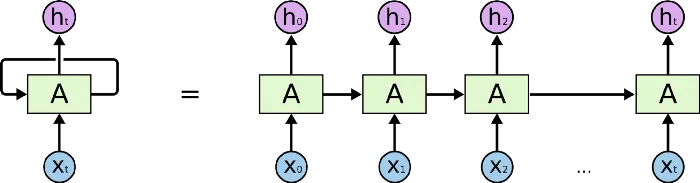 hₜ h₀ h₁ h₂ hₜ
A = A A A A
xₜ x₀ x₁ x₂ ... xₜ